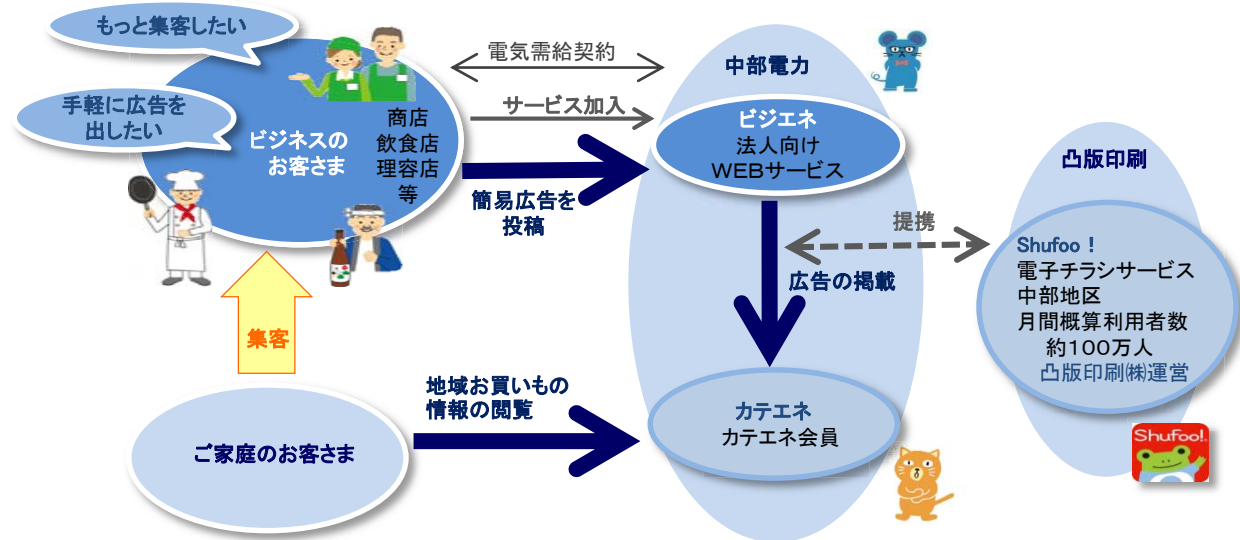 もっと集客したい
手軽に広告を
出したい
ビジネスの
お客さま
商店
飲食店
理容店
等
電気需給契約
サービス加入
簡易広告を
投稿
中部電力
ビジエネ
法人向け
WEBサービス
広告の掲載
提携
凸版印刷
Shufoo！
電子チラシサービス
中部地区
月間概算利用者数
約100万人
凸版印刷㈱運営
Shufoo!
集客
ご家庭のお客さま
地域お買いもの
情報の閲覧
カテエネ
カテエネ会員